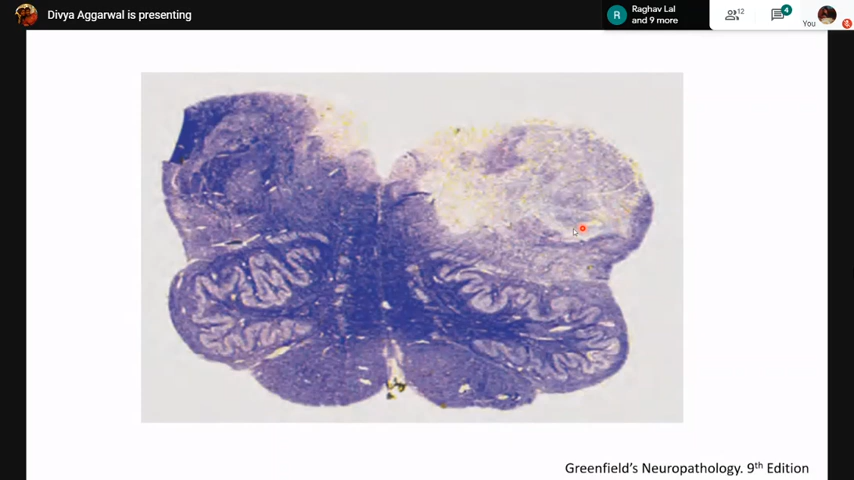 Divya Aggarwal is presenting
R
Raghav Lal
and 9 more
12
4
You
Greenfield's Neuropathology. 9th Edition